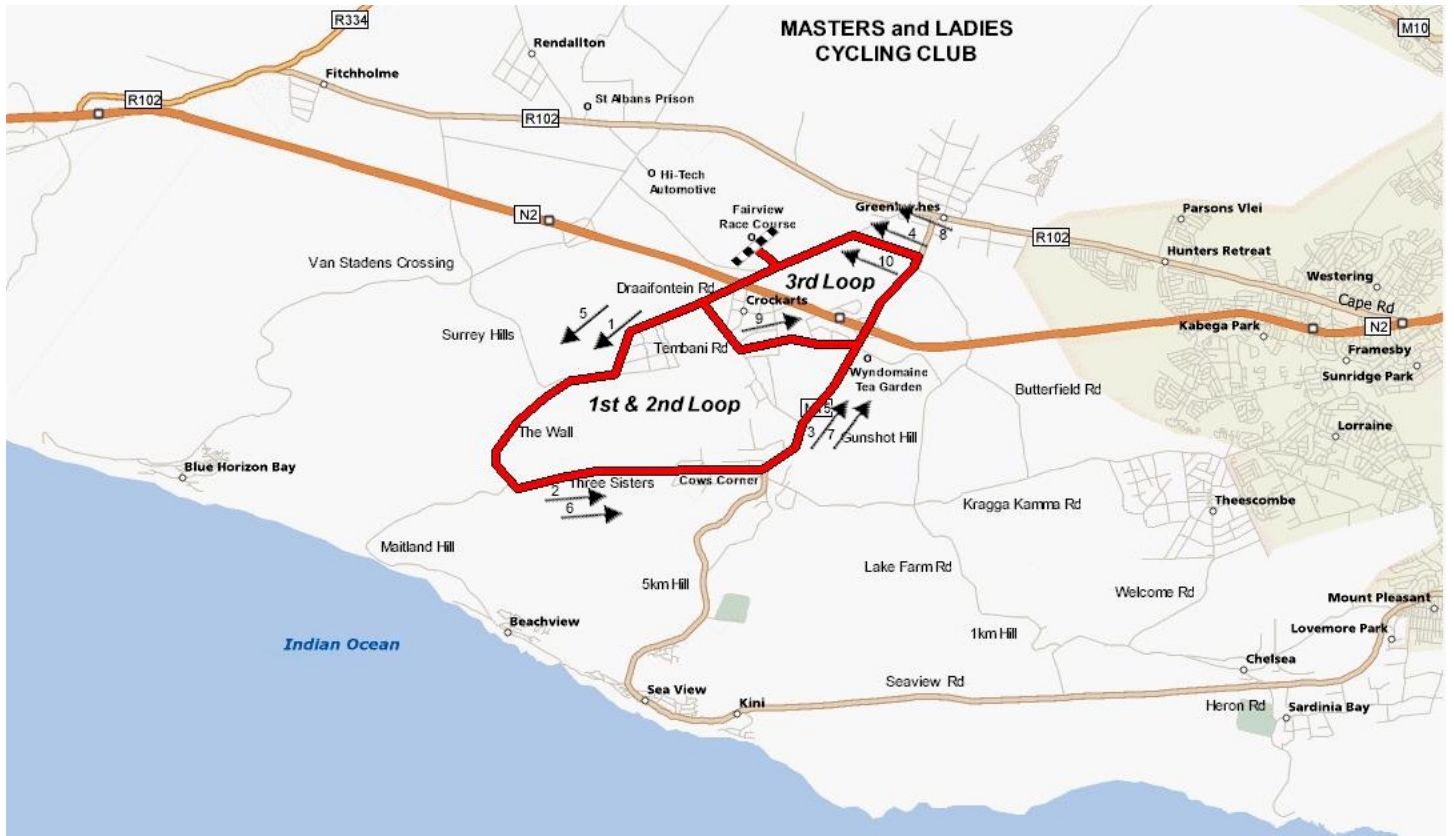 MASTERS and LADIES
CYCLING CLUB
R334
M10
Rendallton
Fitchholme
R102
St Albans Prison
R102
Hi-Tech
Automotive
N2
Fairview
Race Course
4
8
Parsons Vlei
R102
Hunters Retreat
Van Stadens Crossing
10
3rd Loop
Westering
Draaifontein Rd
Crockarts
Cape Rd
5
1
9
Kabega Park
N2
Surrey Hills
Tembani Rd
Framesby
Wyndomaine
Tea Garden
Sunridge Park
Butterfield Rd
1st & 2nd Loop
The Wall
3
7
Gunshot Hill
Lorraine
Blue Horizon Bay
2
Three Sisters
Cows Corner
6
Kragga Kamma Rd
Theescombe
Maitland Hill
Lake Farm Rd
5km Hill
Welcome Rd
Mount Pleasant
Beachview
1km Hill
Lovemore Park
Indian Ocean
Chelsea
Seaview Rd
Sea View
Kini
Heron Rd
Sardinia Bay